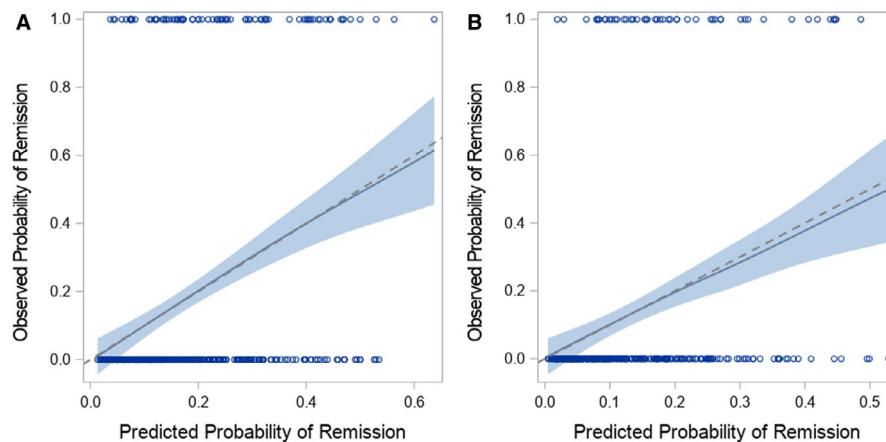 A
B
Observed Probability of Remission
1.0
0.8
0.6
0.4
0.2
0.0
0.0 0.2 0.4 0.6
Predicted Probability of Remission
Observed Probability of Remission
1.0
0.8
0.6
0.4
0.2
0.0
0.0 0.1 0.2 0.3 0.4 0.5
Predicted Probability of Remission